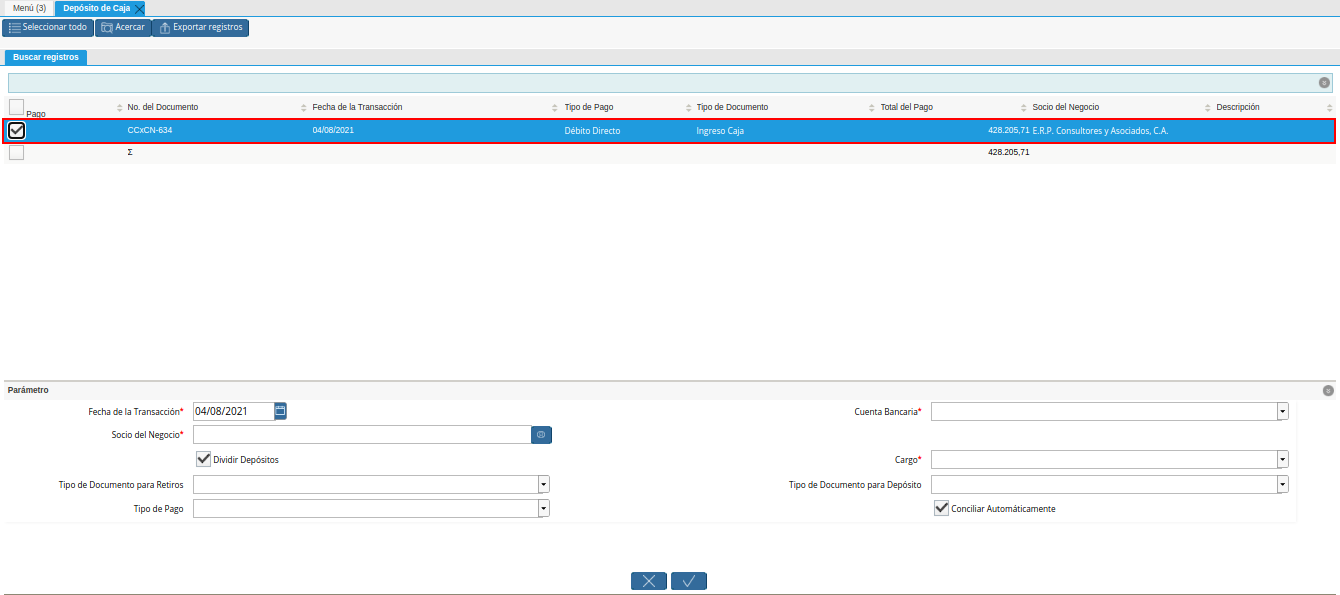 Menú (3) Depósito de Caja
Seleccionar todo Acercar Exportar registros
Buscar registros
Pago No. del Documento Fecha de la Transacción Tipo de Pago Tipo de Documento Total del Pago Socio del Negocio Descripción
CCxCN-634 04/08/2021 Débito Directo Ingreso Caja 428.205,71 E.R.P. Consultores y Asociados, C.A.
Σ 428.205,71
Parámetro
Fecha de la Transacción* 04/08/2021 Cuenta Bancaria*
Socio del Negocio*
Dividir Depósitos Cargo*
Tipo de Documento para Retiros Tipo de Documento para Depósito
Tipo de Pago Conciliar Automáticamente